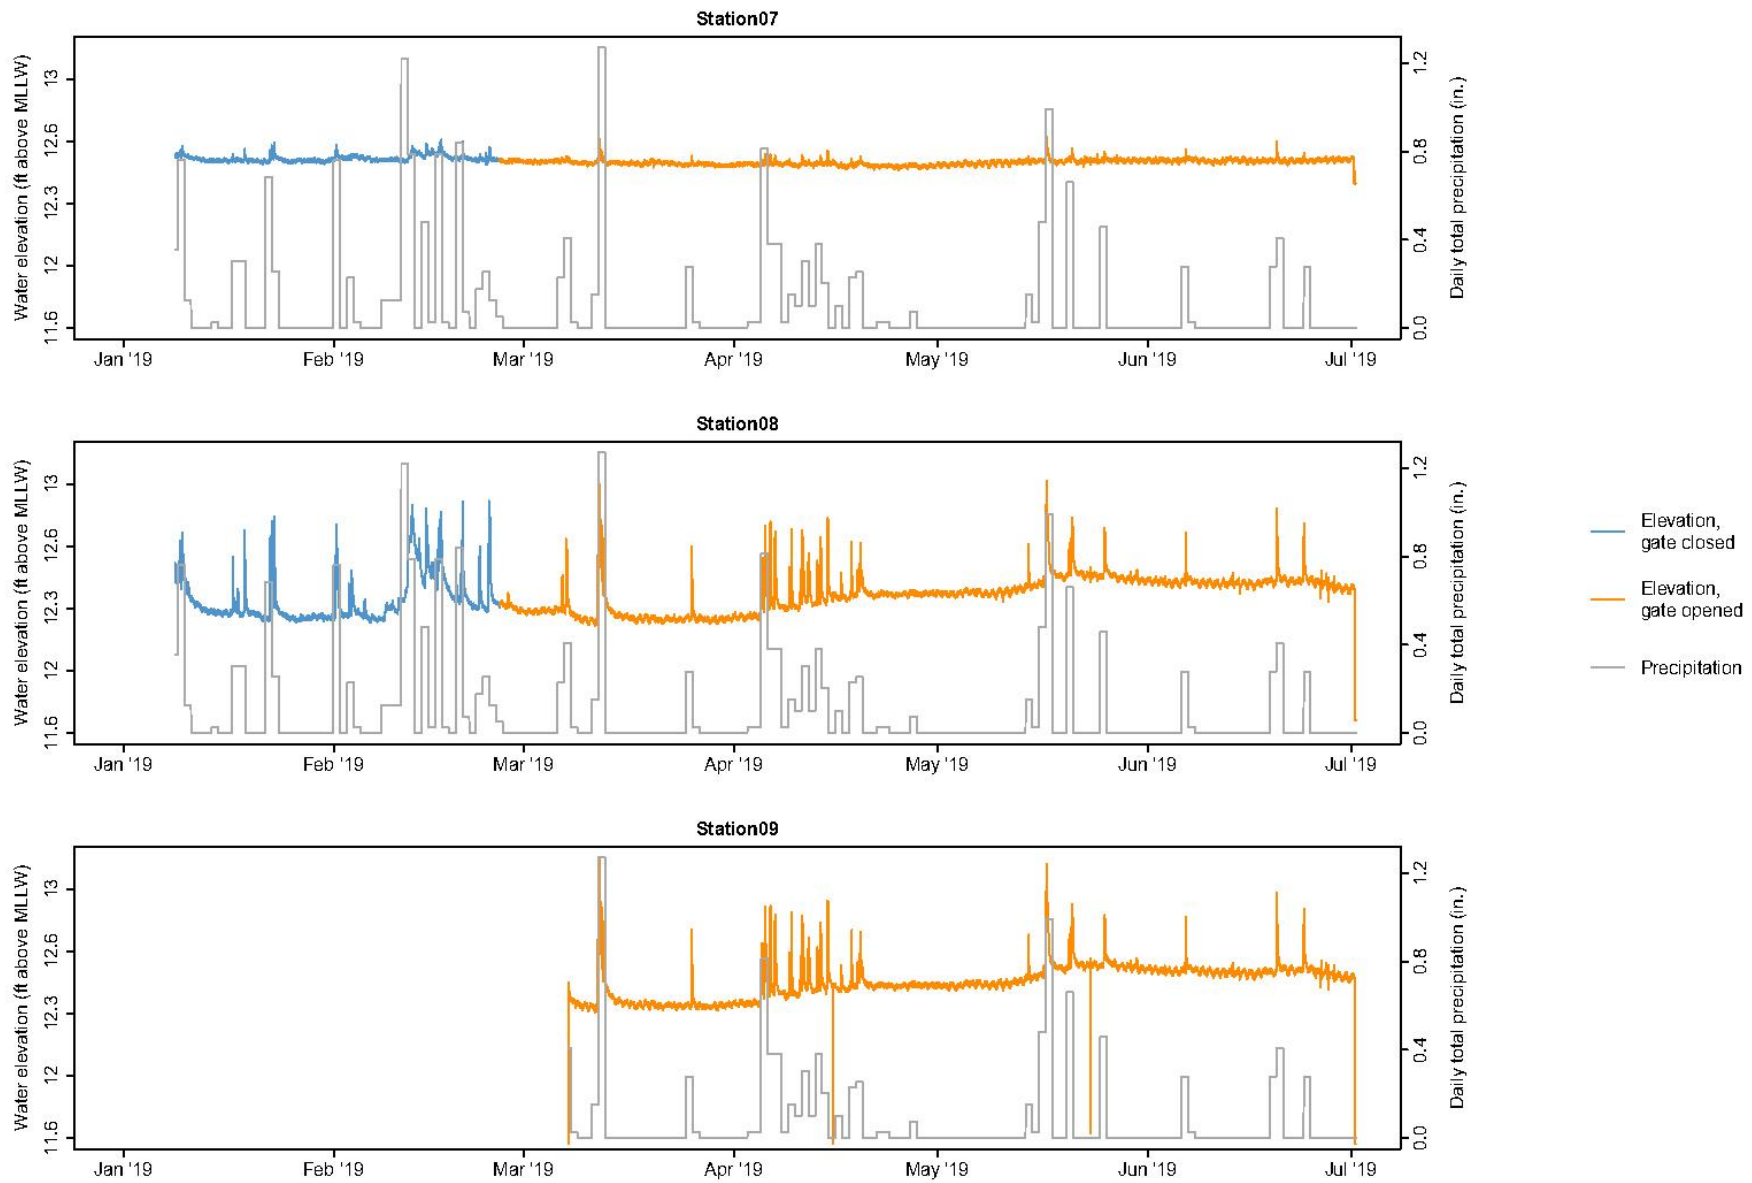 Station07
Water elevation (ft above MLLW)
13
12.6
12.3
12
11.6
1.2
0.8
0.4
0.0
Daily total precipitation (in.)
Jan '19 Feb '19 Mar '19 Apr '19 May '19 Jun '19 Jul '19
Station08
Water elevation (ft above MLLW)
13
12.6
12.3
12
11.6
1.2
0.8
0.4
0.0
Daily total precipitation (in.)
Jan '19 Feb '19 Mar '19 Apr '19 May '19 Jun '19 Jul '19
Elevation,
gate closed
Elevation,
gate opened
Precipitation
Station09
Water elevation (ft above MLLW)
13
12.6
12.3
12
11.6
1.2
0.8
0.4
0.0
Daily total precipitation (in.)
Jan '19 Feb '19 Mar '19 Apr '19 May '19 Jun '19 Jul '19